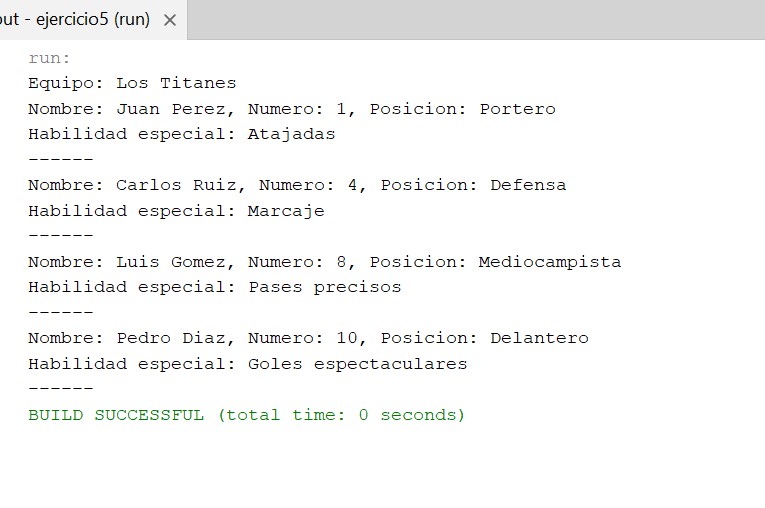 out - ejercicio5 (run) ×
run:
Equipo: Los Titanes
Nombre: Juan Perez, Numero: 1, Posicion: Portero
Habilidad especial: Atajadas
------
Nombre: Carlos Ruiz, Numero: 4, Posicion: Defensa
Habilidad especial: Marcaje
------
Nombre: Luis Gomez, Numero: 8, Posicion: Mediocampista
Habilidad especial: Pases precisos
------
Nombre: Pedro Diaz, Numero: 10, Posicion: Delantero
Habilidad especial: Goles espectaculares
------
BUILD SUCCESSFUL (total time: 0 seconds)